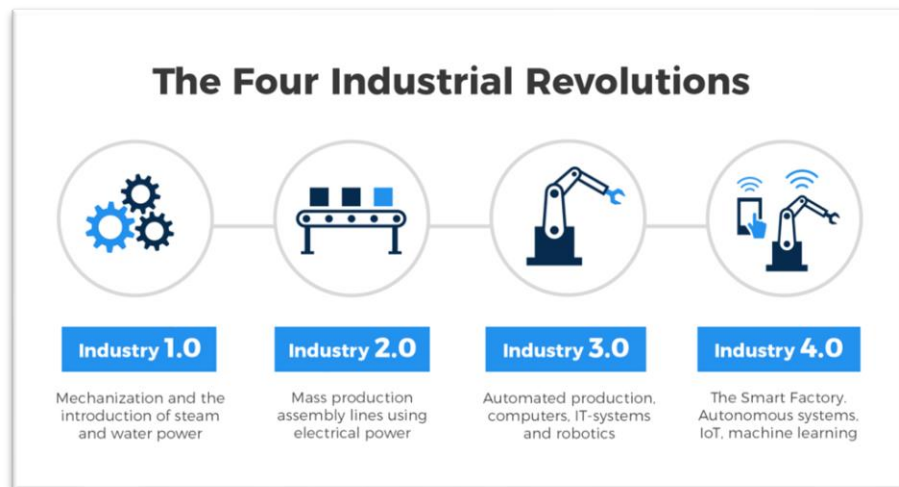 The Four Industrial Revolutions
Industry 1.0
Mechanization and the
introduction of steam
and water power
Industry 2.0
Mass production
assembly lines using
electrical power
Industry 3.0
Automated production,
computers, IT-systems
and robotics
Industry 4.0
The Smart Factory.
Autonomous systems,
IoT, machine learning